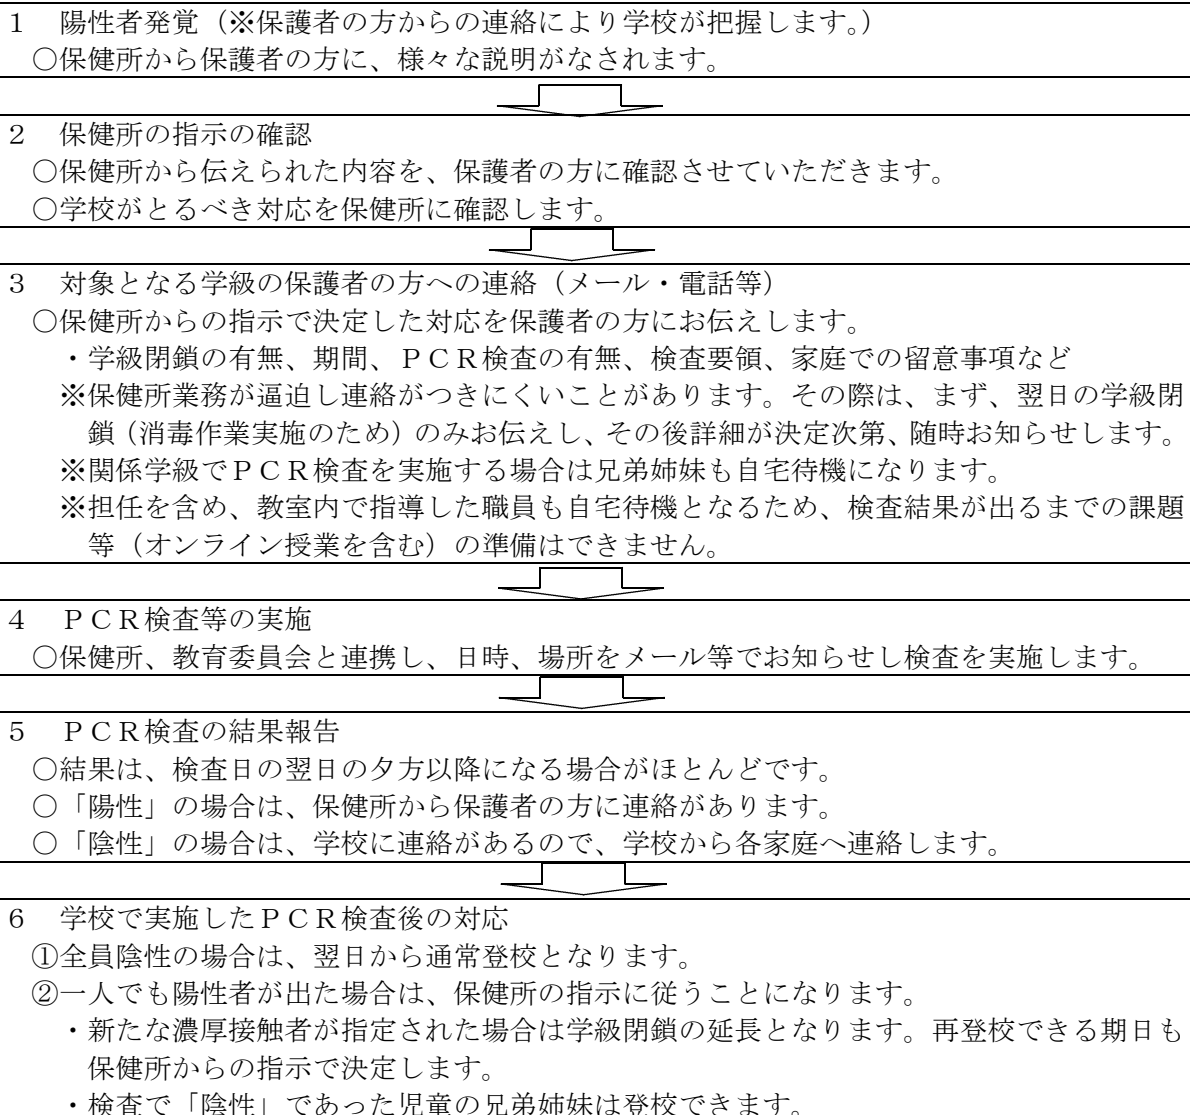 １　陽性者発覚（※保護者の方からの連絡により学校が把握します。）
○保健所から保護者の方に、様々な説明がなされます。
２　保健所の指示の確認
○保健所から伝えられた内容を、保護者の方に確認させていただきます。
○学校がとるべき対応を保健所に確認します。
３　対象となる学級の保護者の方への連絡（メール・電話等）
○保健所からの指示で決定した対応を保護者の方にお伝えします。
・学級閉鎖の有無、期間、ＰＣＲ検査の有無、検査要領、家庭での留意事項など
※保健所業務が逼迫し連絡がつきにくいことがあります。その際は、まず、翌日の学級閉
鎖（消毒作業実施のため）のみお伝えし、その後詳細が決定次第、随時お知らせします。
※関係学級でＰＣＲ検査を実施する場合は兄弟姉妹も自宅待機になります。
※担任を含め、教室内で指導した職員も自宅待機となるため、検査結果が出るまでの課題
等（オンライン授業を含む）の準備はできません。
４　ＰＣＲ検査等の実施
○保健所、教育委員会と連携し、日時、場所をメール等でお知らせし検査を実施します。
５　ＰＣＲ検査の結果報告
○結果は、検査日の翌日の夕方以降になる場合がほとんどです。
○「陽性」の場合は、保健所から保護者の方に連絡があります。
○「陰性」の場合は、学校に連絡があるので、学校から各家庭へ連絡します。
６　学校で実施したＰＣＲ検査後の対応
①全員陰性の場合は、翌日から通常登校となります。
②一人でも陽性者が出た場合は、保健所の指示に従うことになります。
・新たな濃厚接触者が指定された場合は学級閉鎖の延長となります。再登校できる期日も
保健所からの指示で決定します。
・検査で「陰性」であった児童の兄弟姉妹は登校できます。